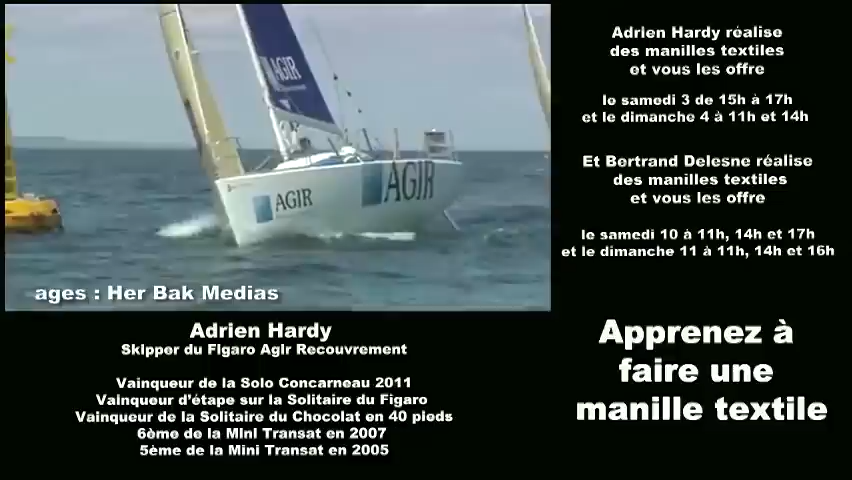 AGIR
AGIR
AGIR
ages : Her Bak Medias
Adrien Hardy
Skipper du Figaro Agir Recouvrement
Vainqueur de la Solo Concarneau 2011
Vainqueur d'étape sur la Solitaire du Figaro
Vainqueur de la Solitaire du Chocolat en 40 pieds
6ème de la Mini Transat en 2007
5ème de la Mini Transat en 2005
Adrien Hardy réalise
des manilles textiles
et vous les offre
le samedi 3 de 15h à 17h
et le dimanche 4 à 11h et 14h
Et Bertrand Delesne réalise
des manilles textiles
et vous les offre
le samedi 10 à 11h, 14h et 17h
et le dimanche 11 à 11h, 14h et 16h
Apprenez à
faire une
manille textile